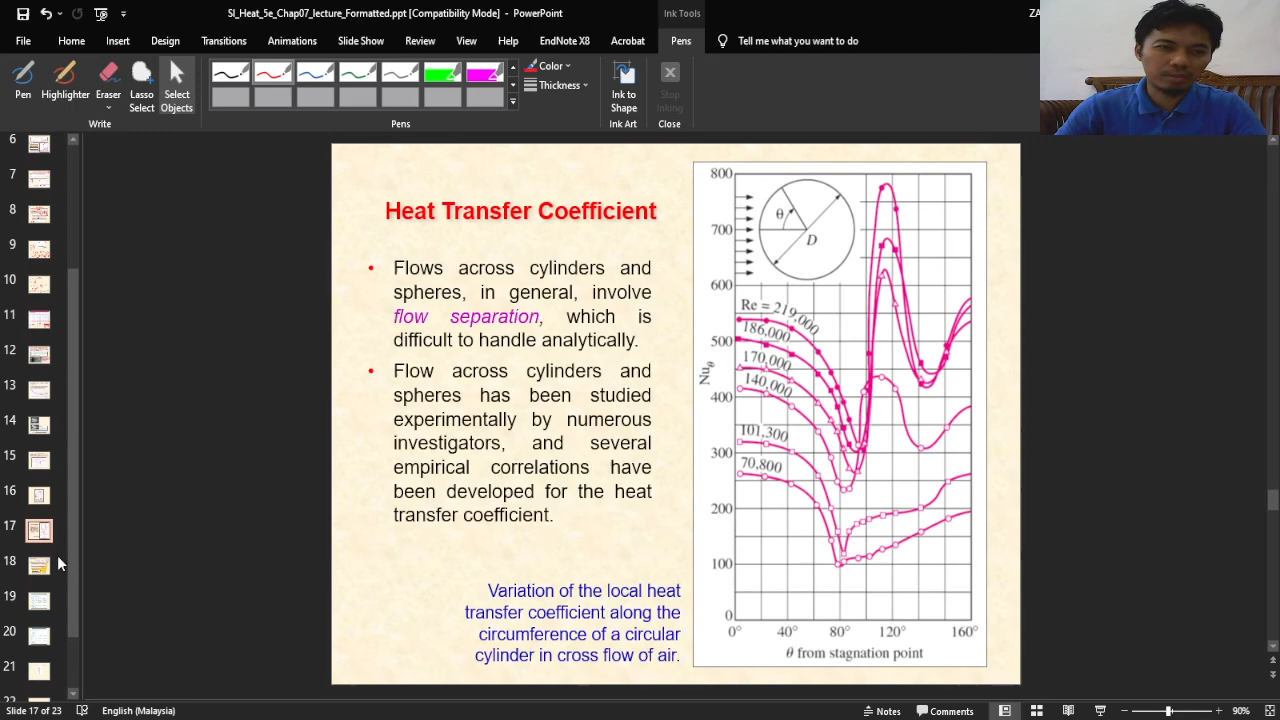 SI_Heat_5e_Chap07_lecture_Formatted.ppt [Compatibility Mode] - PowerPoint
Ink Tools
ZA
File Home Insert Design Transitions Animations Slide Show Review View Help EndNote X8 Acrobat Pens Tell me what you want to do
Pen
Highlighter
Eraser
Lasso Select
Select Objects
Color
Thickness
Ink to Shape
Stop Inking
Write
Pens
Ink Art
Close
6
7
8
9
10
11
12
13
14
15
16
17
18
19
20
21
22
Heat Transfer Coefficient
• Flows across cylinders and
spheres, in general, involve
flow separation, which is
difficult to handle analytically.
• Flow across cylinders and
spheres has been studied
experimentally by numerous
investigators, and several
empirical correlations have
been developed for the heat
transfer coefficient.
Variation of the local heat
transfer coefficient along the
circumference of a circular
cylinder in cross flow of air.
800
700
600
500
400
300
200
100
0
Nuθ
θ
D
Re = 219,000
186,000
170,000
140,000
101,300
70,800
0° 40° 80° 120° 160°
θ from stagnation point
Slide 17 of 23
English (Malaysia)
Notes
Comments
90%